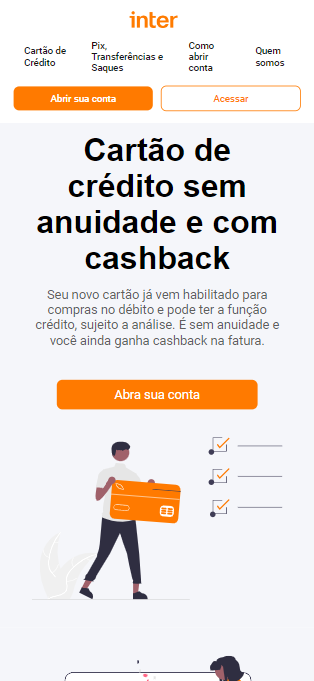 inter
Cartão de
Crédito
Pix,
Transferências e
Saques
Como
abrir
conta
Quem
somos
Abrir sua conta
Acessar
Cartão de
crédito sem
anuidade e com
cashback
Seu novo cartão já vem habilitado para
compras no débito e pode ter a função
crédito, sujeito a análise. É sem anuidade e
você ainda ganha cashback na fatura.
Abra sua conta